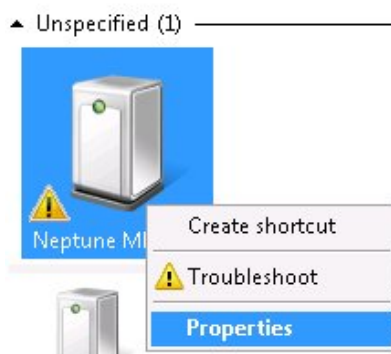 Unspecified (1)
Neptune
Create shortcut
Troubleshoot
Properties